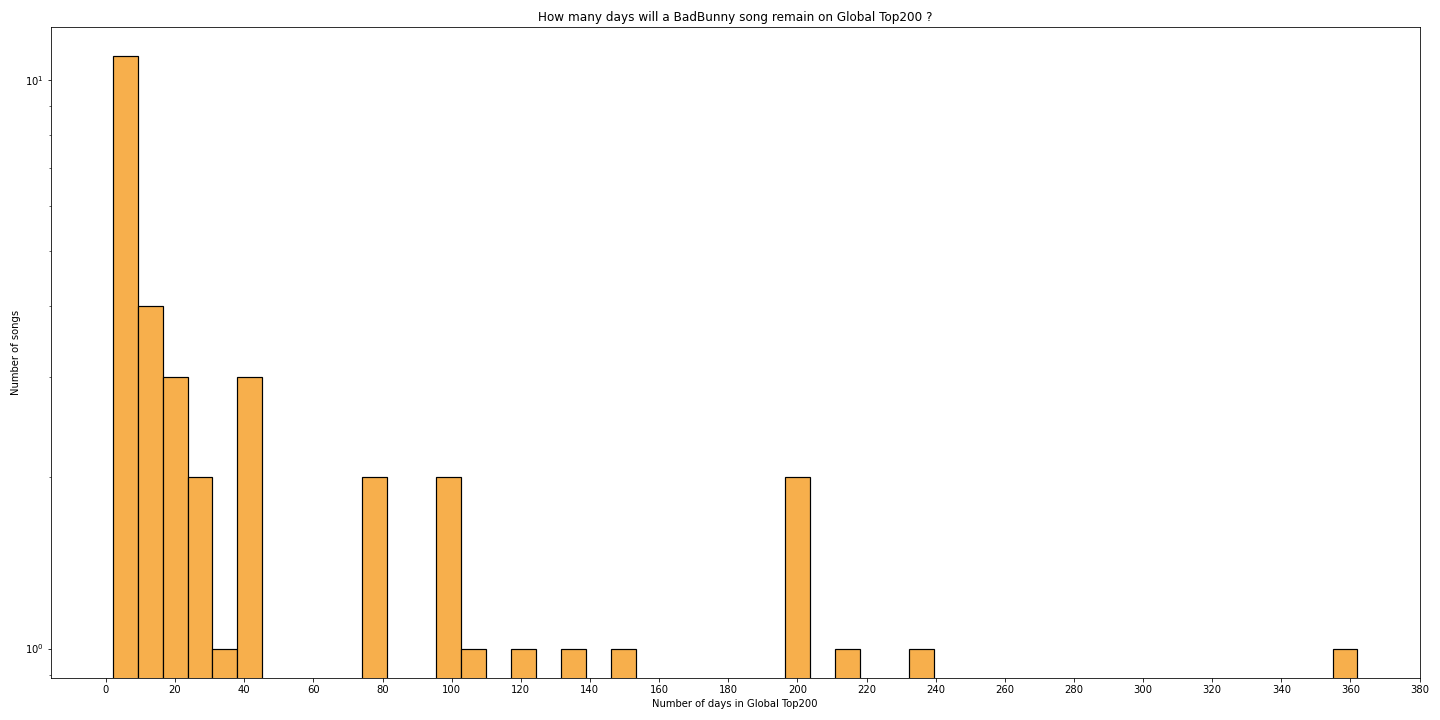 How many days will a BadBunny song remain on Global Top200 ?
10¹
10⁰
Number of songs
0 20 40 60 80 100 120 140 160 180 200 220 240 260 280 300 320 340 360 380
Number of days in Global Top200